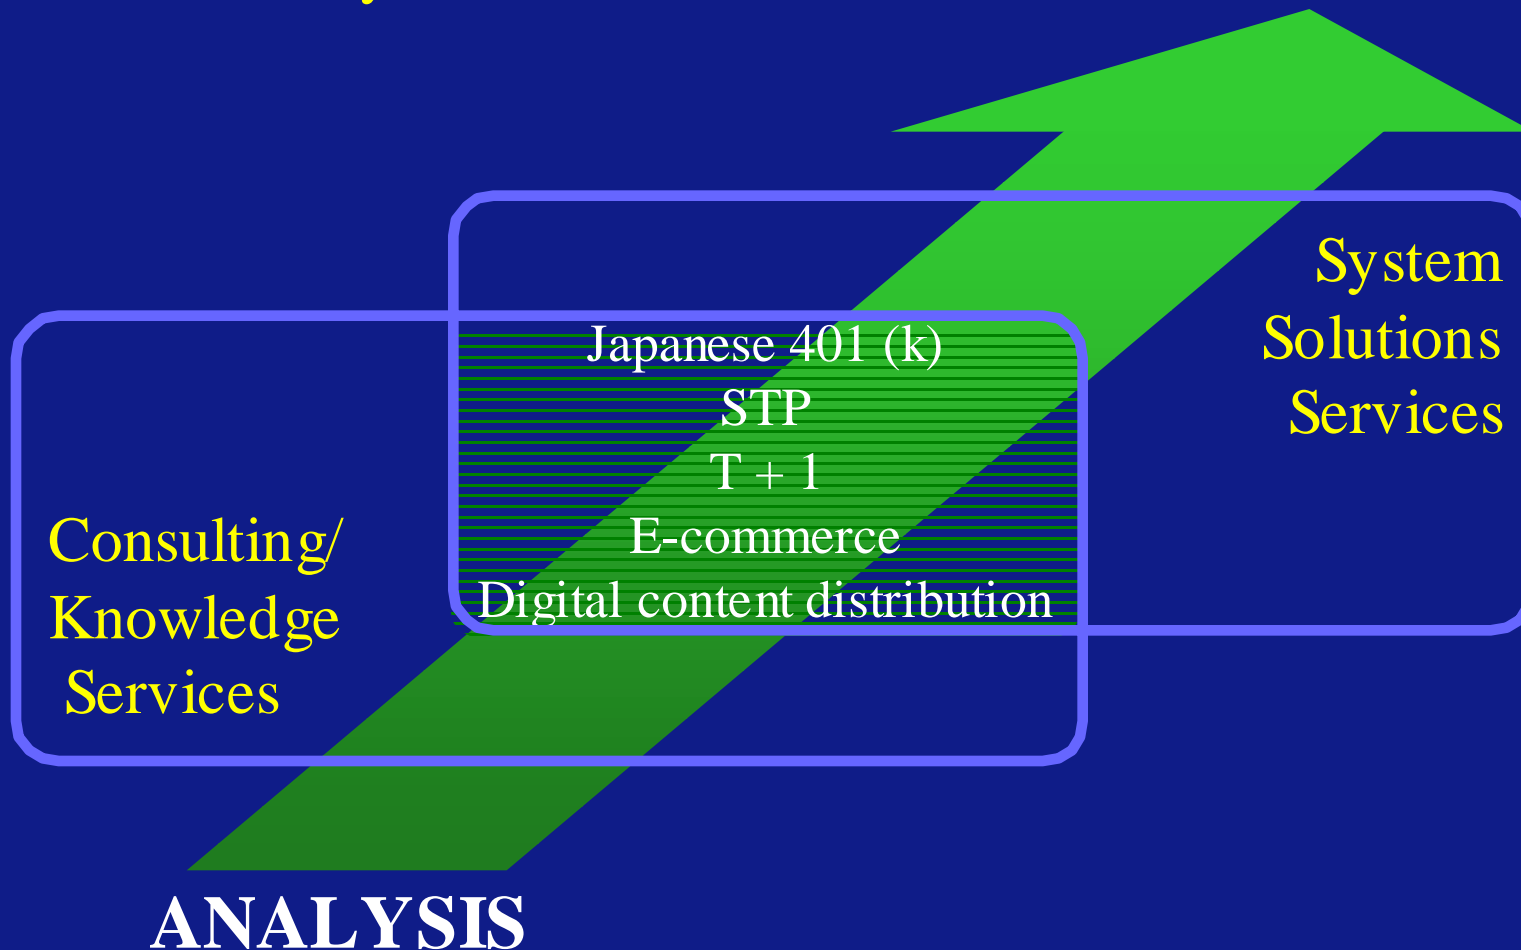 System
Solutions
Services
Japanese 401 (k)
STP
T + 1
E-commerce
Digital content distribution
Consulting/
Knowledge
Services
ANALYSIS